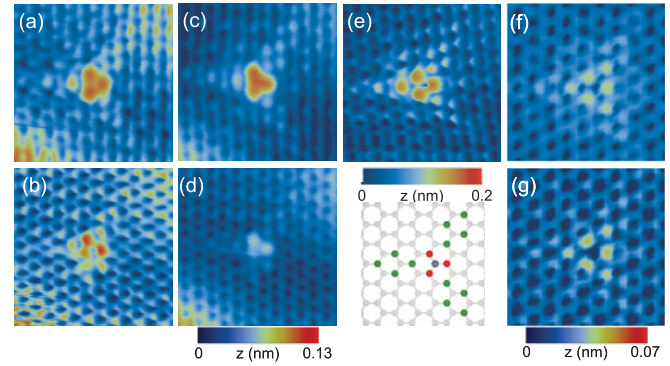 (a)
(c)
(e)
(f)
(b)
(d)
0 z (nm) 0.2
(g)
0 z (nm) 0.13
0 z (nm) 0.07